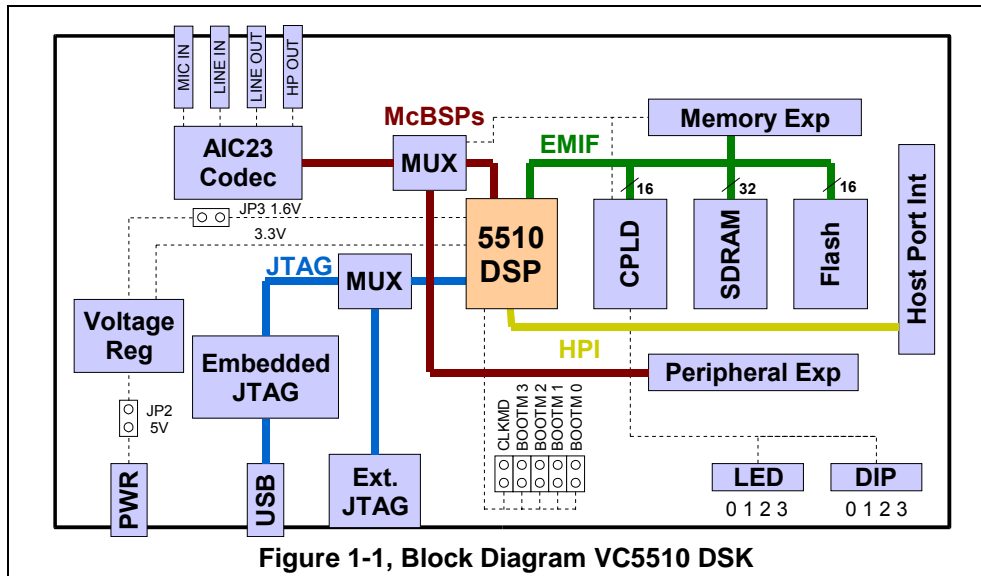 MIC IN
LINE IN
LINE OUT
HP OUT
McBSPs
Memory Exp
AIC23
Codec
MUX
EMIF
16
32
16
JP3 1.6V
3.3V
5510
DSP
CPLD
SDRAM
Flash
Host Port Int
JTAG
MUX
Voltage
Reg
Embedded
JTAG
HPI
Peripheral Exp
JP2
5V
CLKMD
BOOTM 3
BOOTM 2
BOOTM 1
BOOTM 0
PWR
USB
Ext.
JTAG
LED
DIP
0 1 2 3
0 1 2 3
Figure 1-1, Block Diagram VC5510 DSK